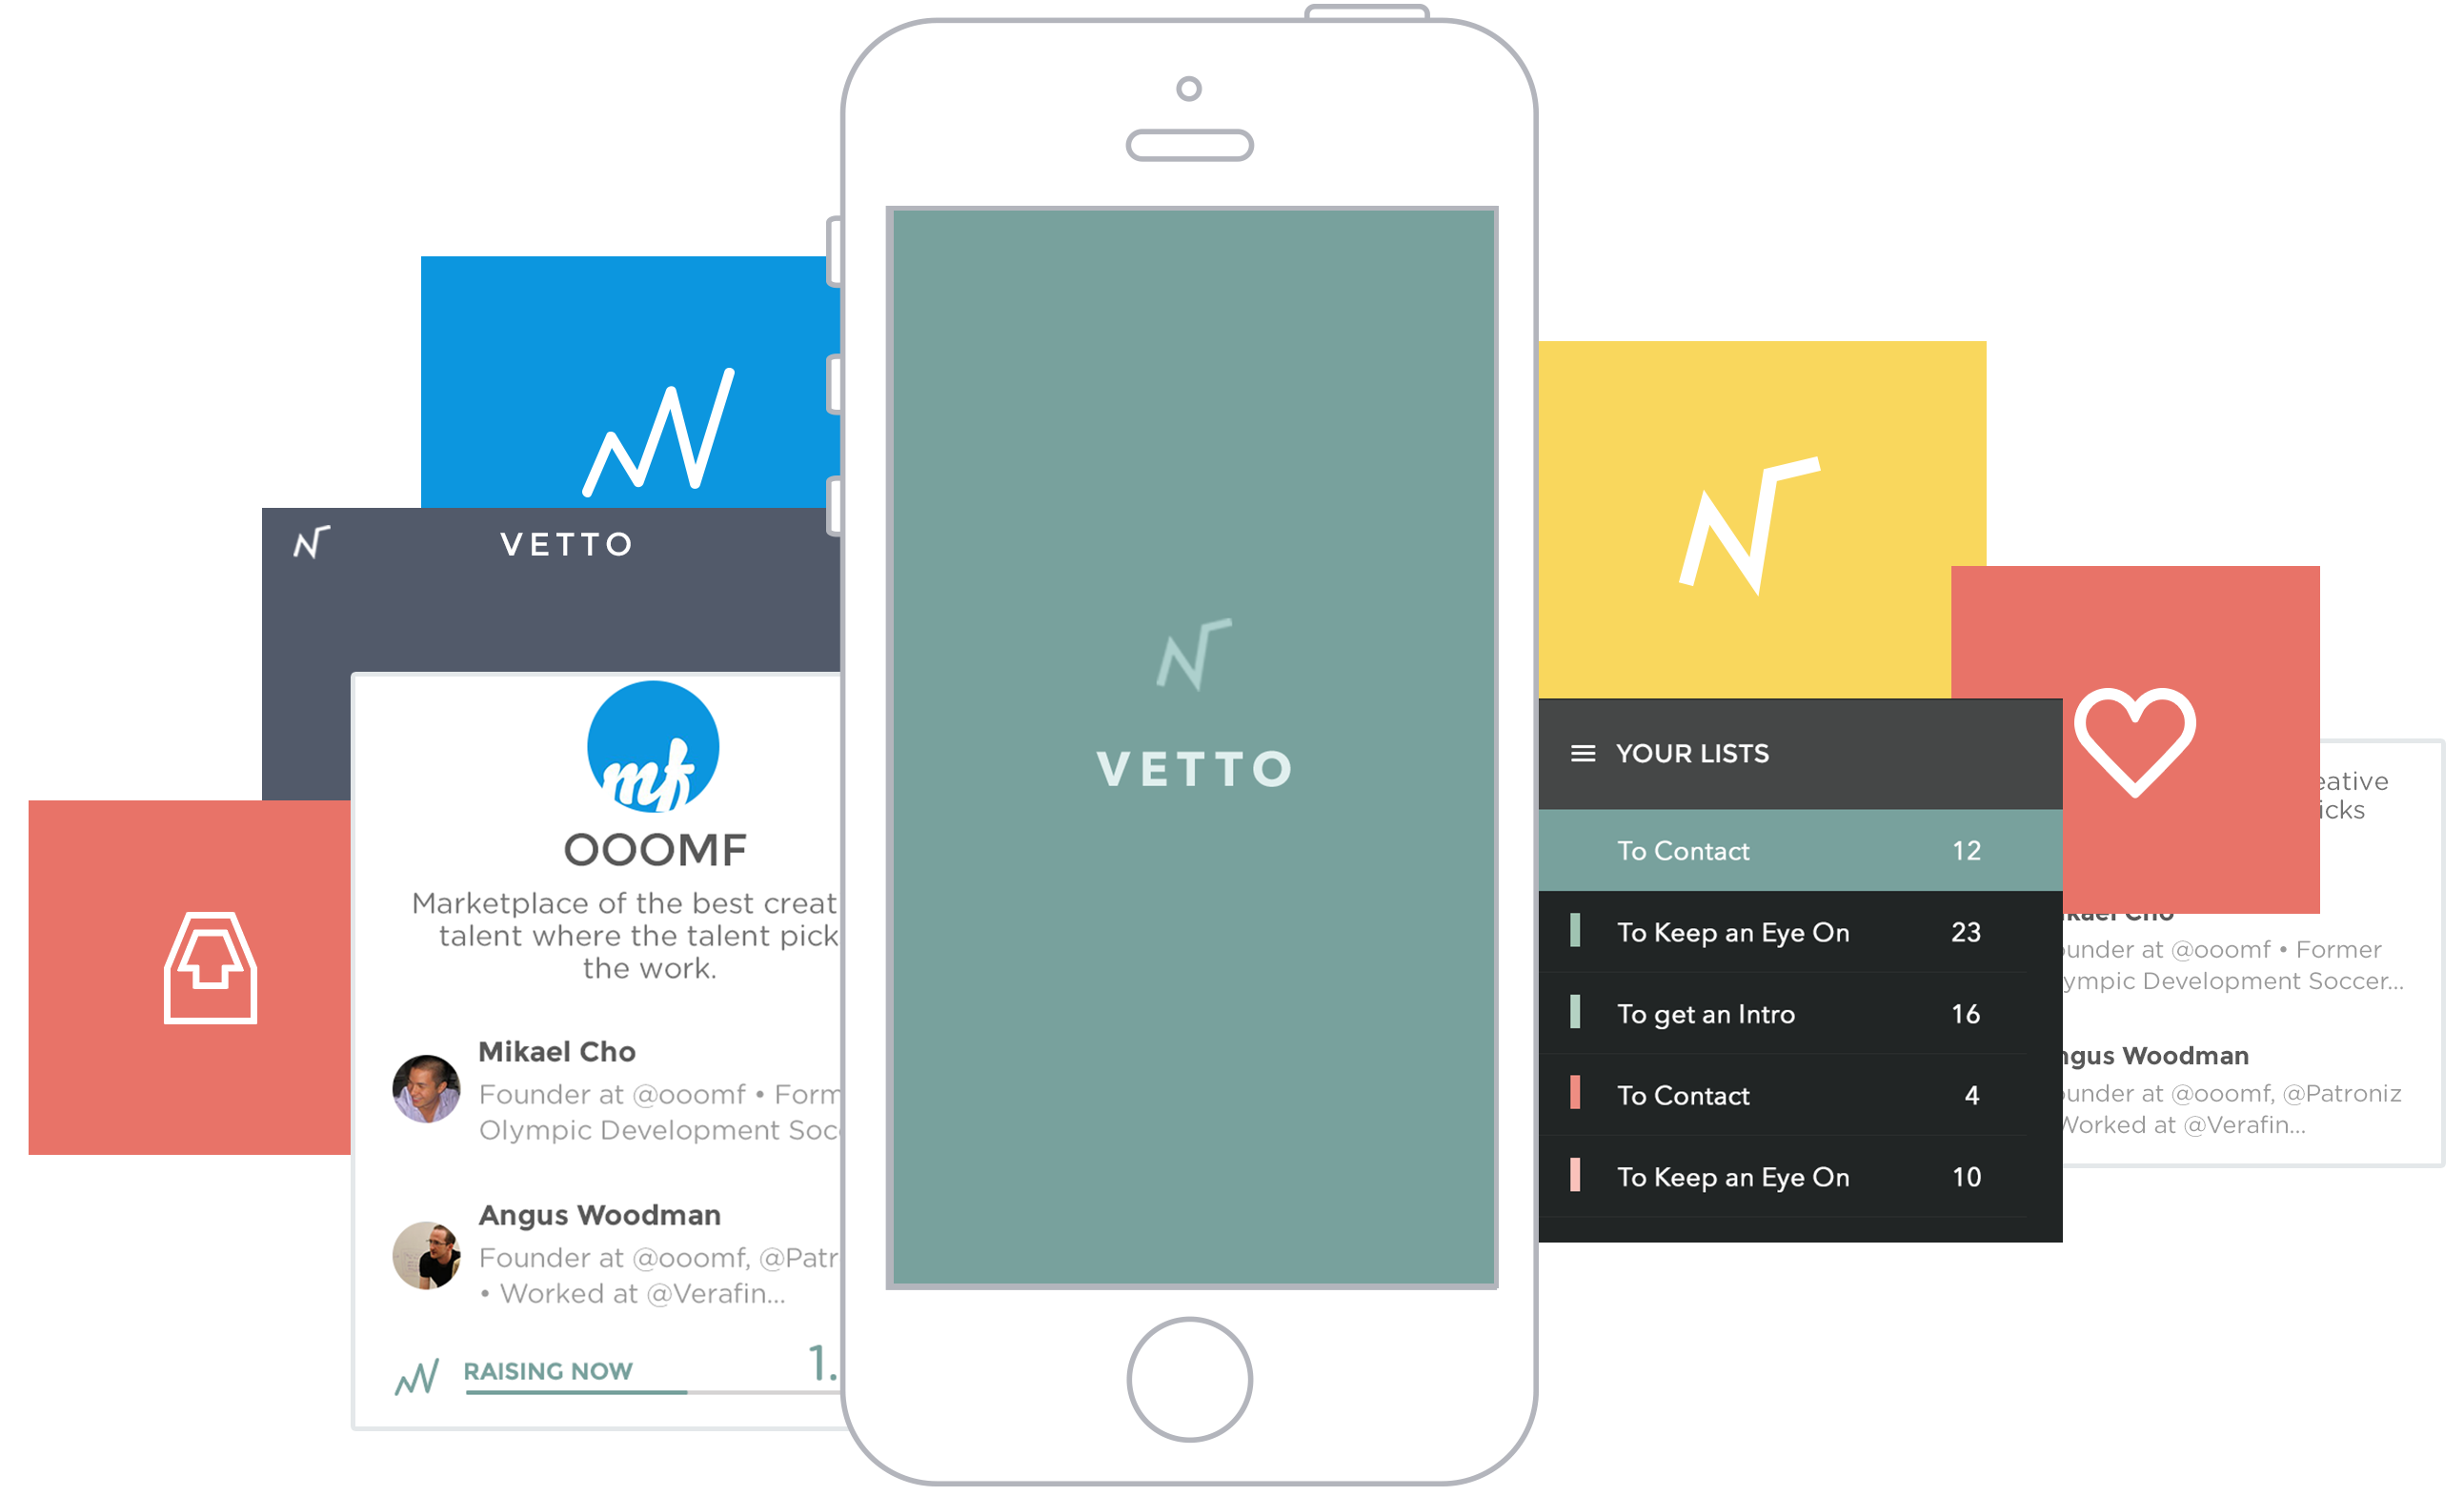 VETTO
mf
OOOMF
Marketplace of the best creat
talent where the talent pick
the work.
Mikael Cho
Founder at @ooomf • Form
Olympic Development Soc
Angus Woodman
Founder at @ooomf, @Patr
• Worked at @Verafin...
RAISING NOW
1.
VETTO
YOUR LISTS
To Contact 12
To Keep an Eye On 23
To get an Intro 16
To Contact 4
To Keep an Eye On 10
eative
icks
kael Cho
under at @ooomf • Former
ympic Development Soccer...
ngus Woodman
under at @ooomf, @Patroniz
Worked at @Verafin...